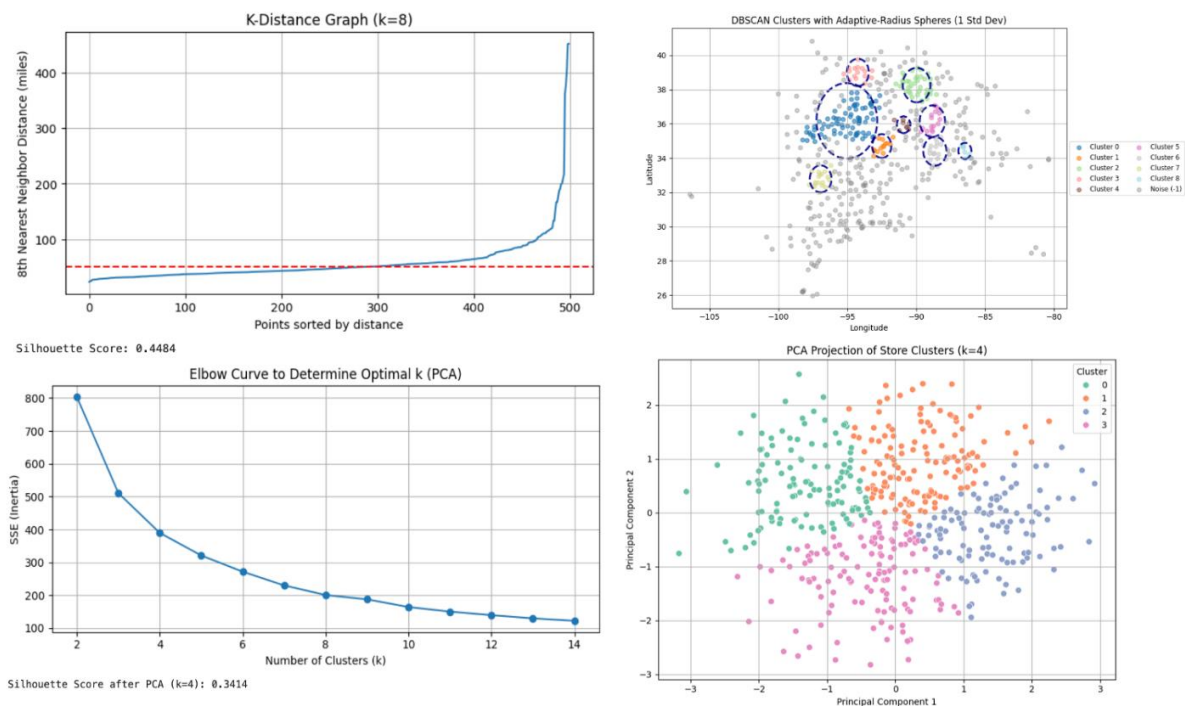 K-Distance Graph (k=8)
8th Nearest Neighbor Distance (miles)
400
300
200
100
0
100
200
300
400
500
Points sorted by distance
Silhouette Score: 0.4484
DBSCAN Clusters with Adaptive-Radius Spheres (1 Std Dev)
Latitude
40
38
36
34
32
30
28
26
−105
−100
−95
−90
−85
−80
Longitude
Cluster 0
Cluster 1
Cluster 2
Cluster 3
Cluster 4
Cluster 5
Cluster 6
Cluster 7
Cluster 8
Noise (-1)
Elbow Curve to Determine Optimal k (PCA)
SSE (Inertia)
800
700
600
500
400
300
200
100
2
4
6
8
10
12
14
Number of Clusters (k)
Silhouette Score after PCA (k=4): 0.3414
PCA Projection of Store Clusters (k=4)
Principal Component 2
2
1
0
−1
−2
−3
−3
−2
−1
0
1
2
3
Principal Component 1
Cluster
0
1
2
3